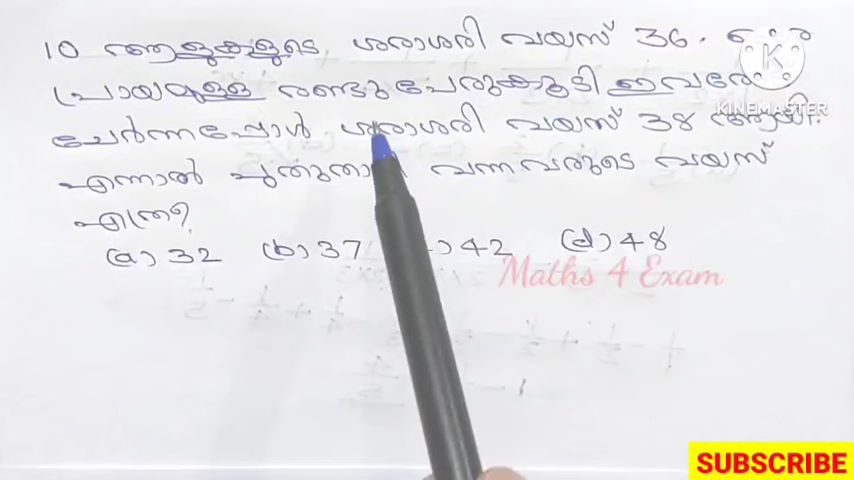 10 ആളുകളുടെ ശരാശരി വയസ് 36.
പ്രായമുള്ള രണ്ടുപേരുകൂടി ഇവരോ
ചേർന്നപ്പോൾ ശരാശരി വയസ് 38 ആയി.
എന്നാൽ വന്നവരുടെ വയസ്
എത്ര?
(a) 32 (b) 37 ) 42 (d) 48
KINEMASTER
Maths 4 Exam
SUBSCRIBE